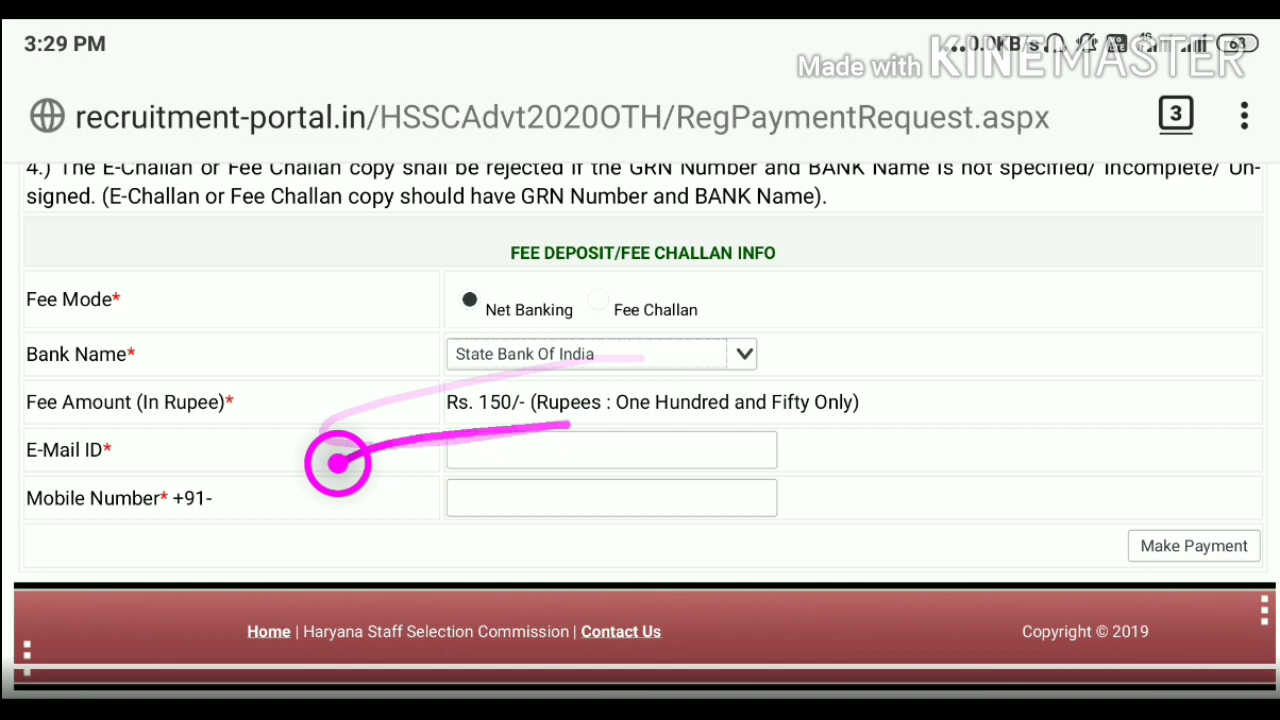 3:29 PM
...0.0KB/s
63
Made with KINEMASTER
recruitment-portal.in/HSSCAdvt2020OTH/RegPaymentRequest.aspx
3
4.) The E-Challan or Fee Challan copy shall be rejected if the GRN Number and BANK Name is not specified/ Incomplete/ Un-
signed. (E-Challan or Fee Challan copy should have GRN Number and BANK Name).
FEE DEPOSIT/FEE CHALLAN INFO
Fee Mode*
Net Banking Fee Challan
Bank Name*
State Bank Of India
Fee Amount (In Rupee)*
Rs. 150/- (Rupees : One Hundred and Fifty Only)
E-Mail ID*
Mobile Number* +91-
Make Payment
Home | Haryana Staff Selection Commission | Contact Us
Copyright © 2019